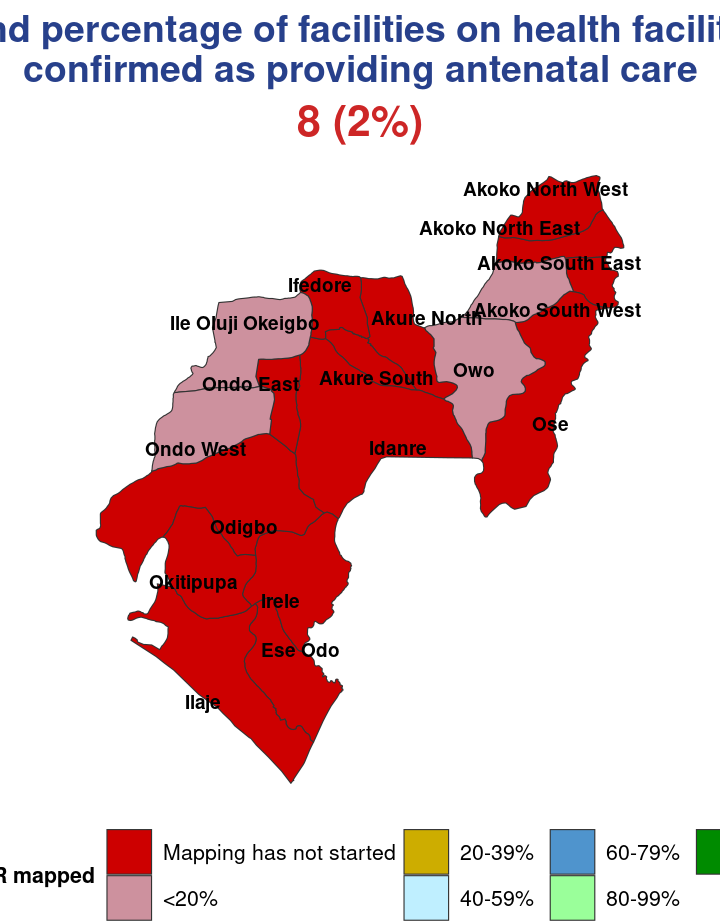 nd percentage of facilities on health facilit
confirmed as providing antenatal care
8 (2%)
Akoko North West
Akoko North East
Akoko South East
Ifedore
Akoko South West
Akure North
Ile Oluji Okeigbo
Owo
Akure South
Ondo East
Ose
Idanre
Ondo West
Odigbo
Okitipupa
Irele
Ese Odo
Ilaje
R mapped
Mapping has not started
<20%
20-39%
40-59%
60-79%
80-99%